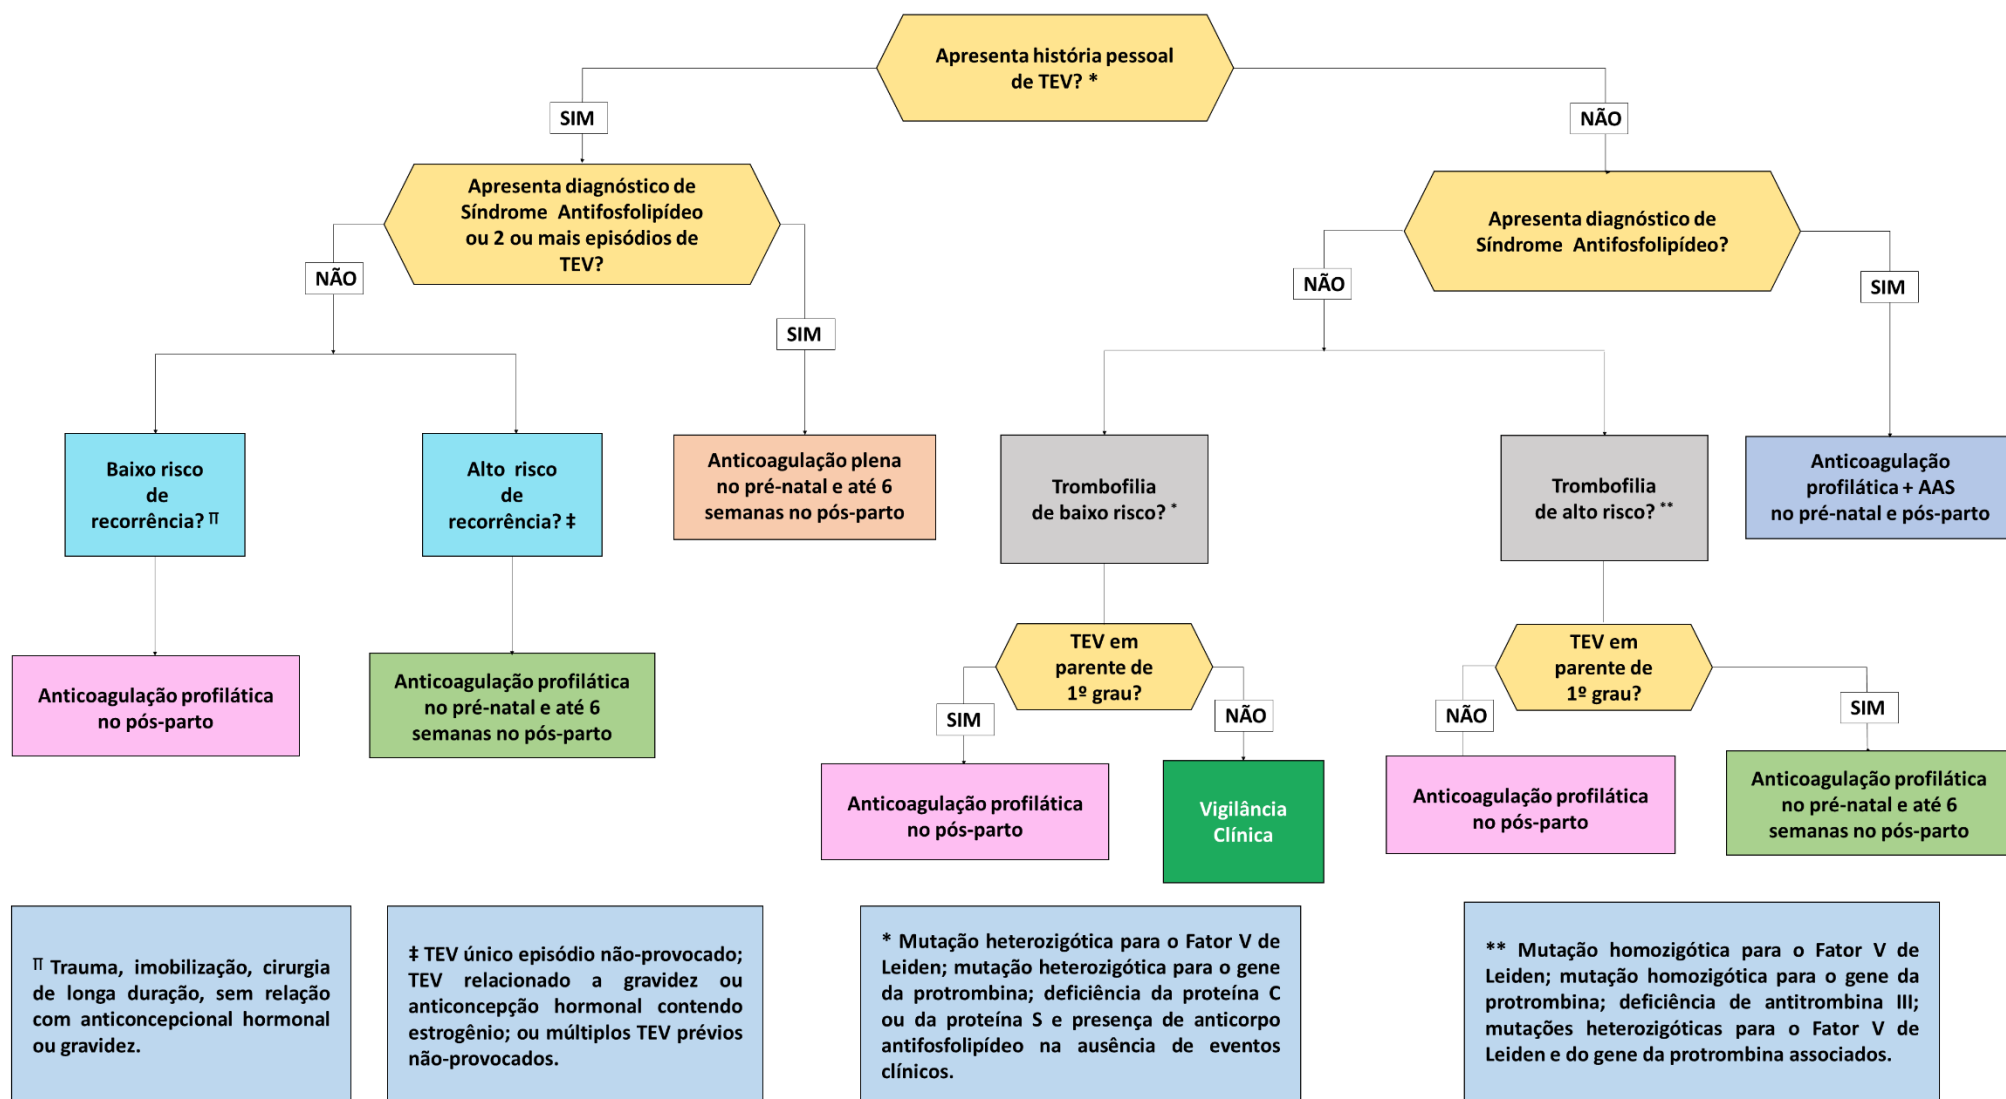 Apresenta história pessoal
de TEV? *
SIM
NÃO
Apresenta diagnóstico de
Síndrome Antifosfolipídeo
ou 2 ou mais episódios de
TEV?
Apresenta diagnóstico de
Síndrome Antifosfolipídeo?
NÃO
SIM
NÃO
SIM
Baixo risco
de
recorrência? ∏
Alto risco
de
recorrência? ‡
Anticoagulação plena
no pré-natal e até 6
semanas no pós-parto
Trombofilia
de baixo risco? *
Trombofilia
de alto risco? **
Anticoagulação
profilática + AAS
no pré-natal e pós-parto
Anticoagulação profilática
no pós-parto
Anticoagulação profilática
no pré-natal e até 6
semanas no pós-parto
TEV em
parente de
1º grau?
TEV em
parente de
1º grau?
SIM
NÃO
NÃO
SIM
Anticoagulação profilática
no pós-parto
Vigilância
Clínica
Anticoagulação profilática
no pós-parto
Anticoagulação profilática
no pré-natal e até 6
semanas no pós-parto
∏ Trauma, imobilização, cirurgia
de longa duração, sem relação
com anticoncepcional hormonal
ou gravidez.
‡ TEV único episódio não-provocado;
TEV relacionado a gravidez ou
anticoncepção hormonal contendo
estrogênio; ou múltiplos TEV prévios
não-provocados.
* Mutação heterozigótica para o Fator V de
Leiden; mutação heterozigótica para o gene
da protrombina; deficiência da proteína C
ou da proteína S e presença de anticorpo
antifosfolipídeo na ausência de eventos
clínicos.
** Mutação homozigótica para o Fator V de
Leiden; mutação homozigótica para o gene da
protrombina; deficiência de antitrombina III;
mutações heterozigóticas para o Fator V de
Leiden e do gene da protrombina associados.